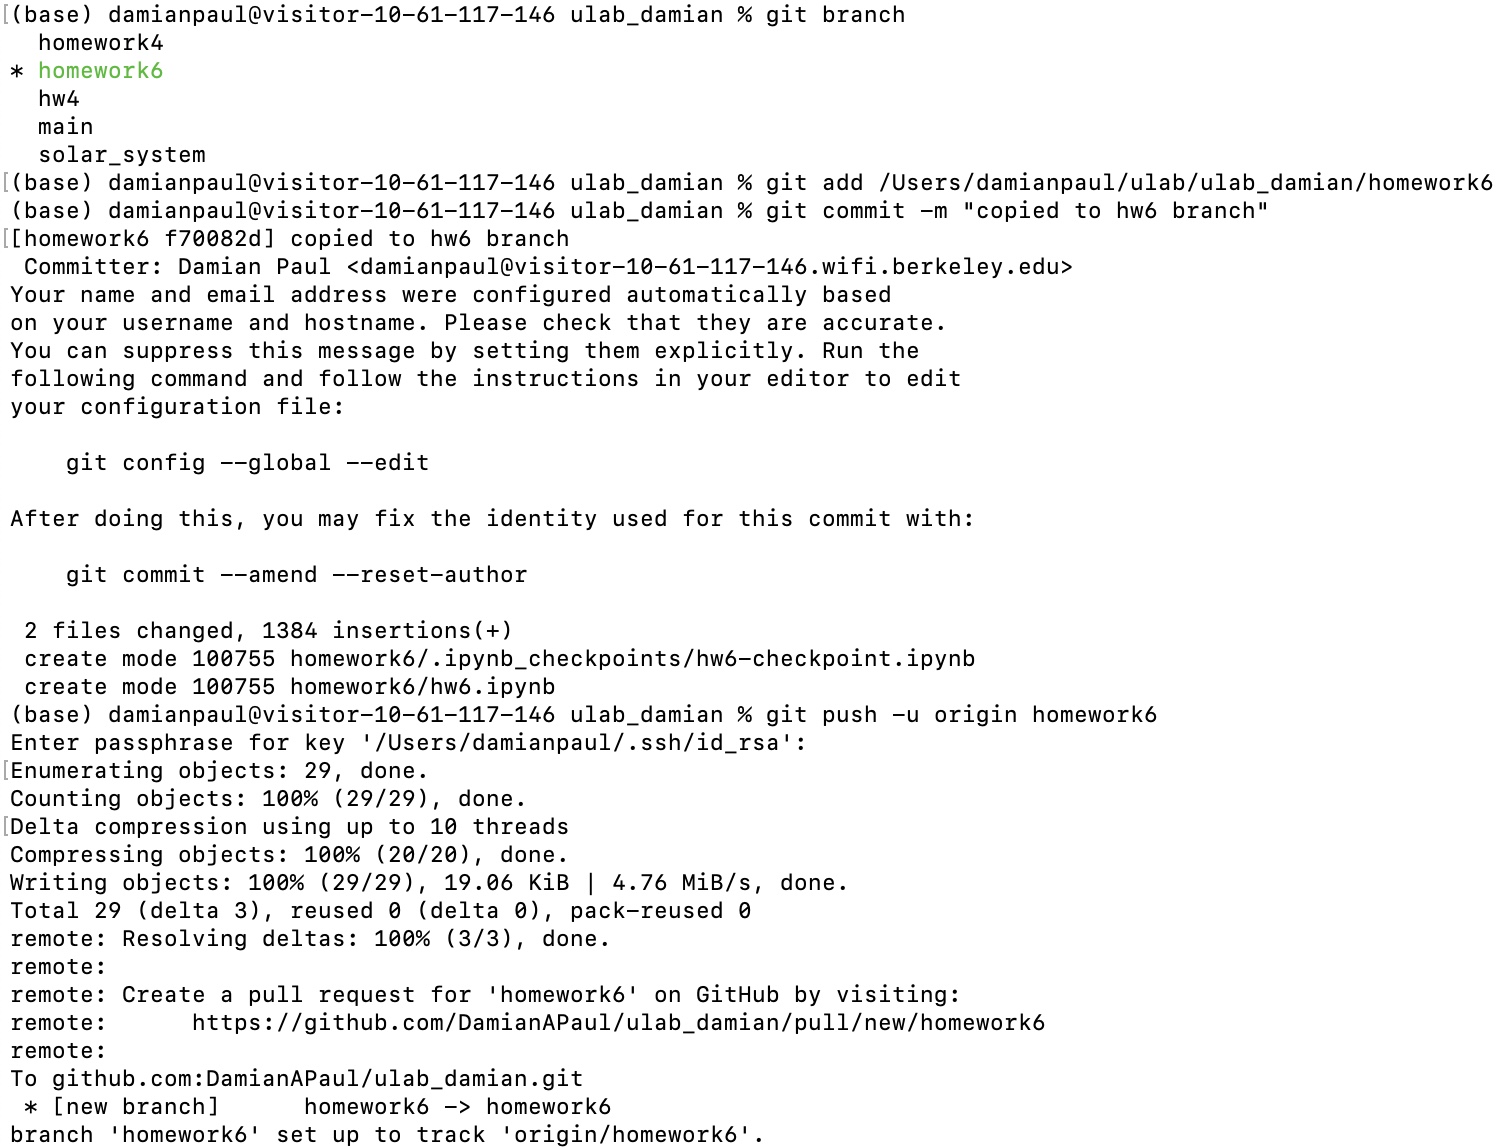 [(base) damianpaul@visitor-10-61-117-146 ulab_damian % git branch
  homework4
* homework6
  hw4
  main
  solar_system
[(base) damianpaul@visitor-10-61-117-146 ulab_damian % git add /Users/damianpaul/ulab/ulab_damian/homework6
(base) damianpaul@visitor-10-61-117-146 ulab_damian % git commit -m "copied to hw6 branch"
[[homework6 f70082d] copied to hw6 branch
 Committer: Damian Paul <damianpaul@visitor-10-61-117-146.wifi.berkeley.edu>
Your name and email address were configured automatically based
on your username and hostname. Please check that they are accurate.
You can suppress this message by setting them explicitly. Run the
following command and follow the instructions in your editor to edit
your configuration file:

    git config --global --edit

After doing this, you may fix the identity used for this commit with:

    git commit --amend --reset-author

 2 files changed, 1384 insertions(+)
 create mode 100755 homework6/.ipynb_checkpoints/hw6-checkpoint.ipynb
 create mode 100755 homework6/hw6.ipynb
(base) damianpaul@visitor-10-61-117-146 ulab_damian % git push -u origin homework6
Enter passphrase for key '/Users/damianpaul/.ssh/id_rsa':
[Enumerating objects: 29, done.
Counting objects: 100% (29/29), done.
[Delta compression using up to 10 threads
Compressing objects: 100% (20/20), done.
Writing objects: 100% (29/29), 19.06 KiB | 4.76 MiB/s, done.
Total 29 (delta 3), reused 0 (delta 0), pack-reused 0
remote: Resolving deltas: 100% (3/3), done.
remote:
remote: Create a pull request for 'homework6' on GitHub by visiting:
remote:      https://github.com/DamianAPaul/ulab_damian/pull/new/homework6
remote:
To github.com:DamianAPaul/ulab_damian.git
 * [new branch]      homework6 -> homework6
branch 'homework6' set up to track 'origin/homework6'.